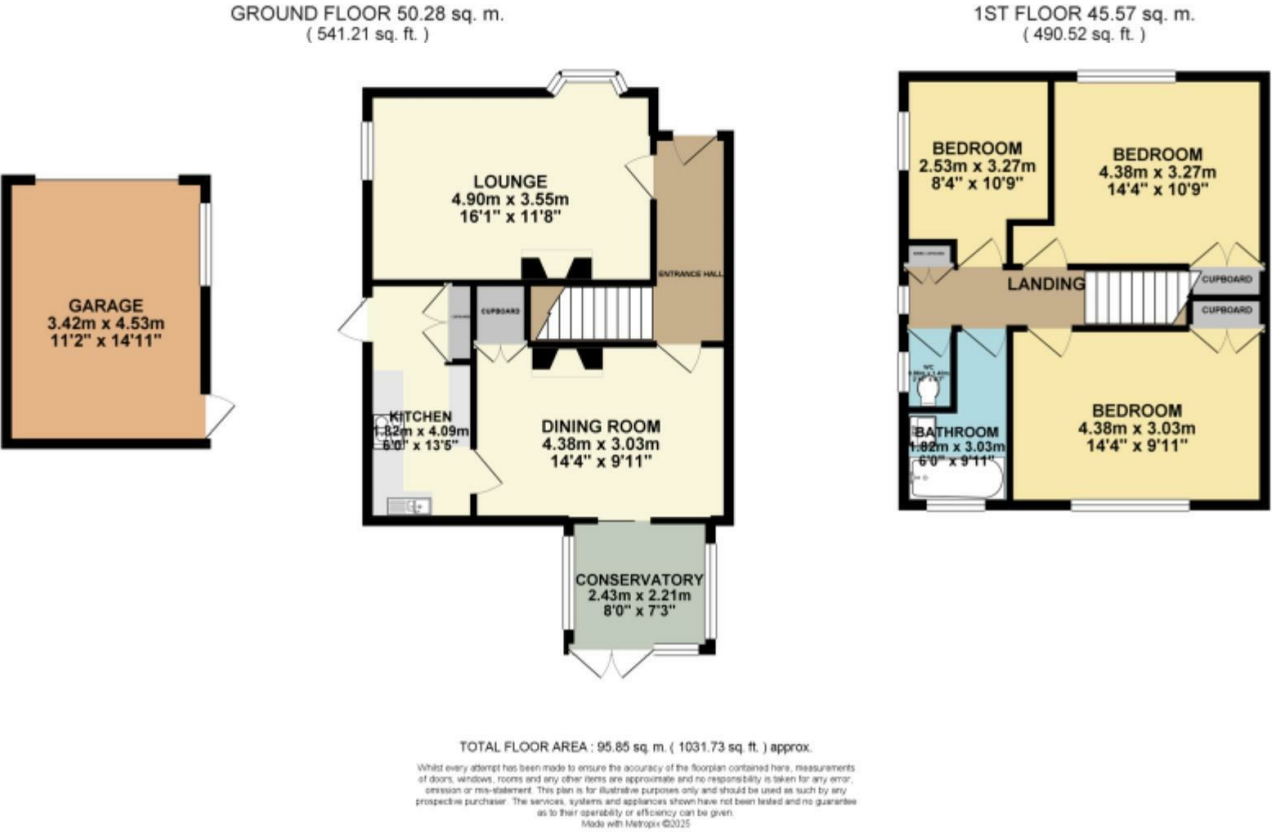 GROUND FLOOR 50.28 sq. m.
( 541.21 sq. ft. )
1ST FLOOR 45.57 sq. m.
( 490.52 sq. ft. )
GARAGE
3.42m x 4.53m
11'2" x 14'11"
LOUNGE
4.90m x 3.55m
16'1" x 11'8"
ENTRANCE HALL
CUPBOARD
KITCHEN
1.82m x 4.09m
6'0" x 13'5"
DINING ROOM
4.38m x 3.03m
14'4" x 9'11"
CONSERVATORY
2.43m x 2.21m
8'0" x 7'3"
BEDROOM
2.53m x 3.27m
8'4" x 10'9"
BEDROOM
4.38m x 3.27m
14'4" x 10'9"
LANDING
CUPBOARD
CUPBOARD
WC
BATHROOM
1.82m x 3.03m
6'0" x 9'11"
BEDROOM
4.38m x 3.03m
14'4" x 9'11"
TOTAL FLOOR AREA : 95.85 sq. m. ( 1031.73 sq. ft. ) approx.
Whilst every attempt has been made to ensure the accuracy of the floorplan contained here, measurements
of doors, windows, rooms and any other items are approximate and no responsibility is taken for any error,
omission or mis-statement. This plan is for illustrative purposes only and should be used as such by any
prospective purchaser. The services, systems and appliances shown have not been tested and no guarantee
as to their operability or efficiency can be given.
Made with Metropix ©2025